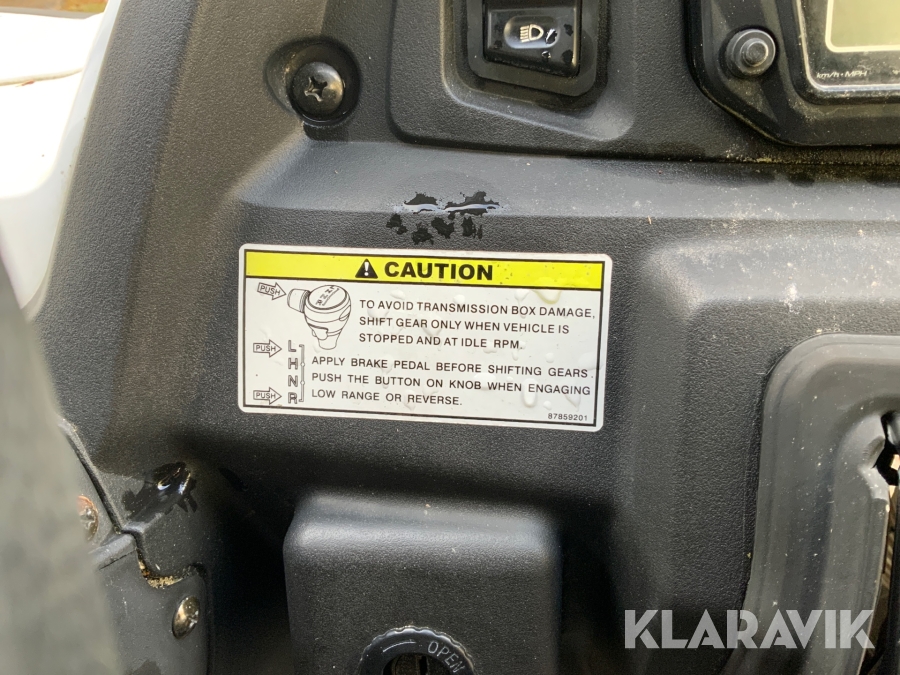 km/h • MPH
CAUTION
PUSH
TO AVOID TRANSMISSION BOX DAMAGE,
SHIFT GEAR ONLY WHEN VEHICLE IS
STOPPED AND AT IDLE RPM.
PUSH
L
H
N
PUSH
R
APPLY BRAKE PEDAL BEFORE SHIFTING GEARS.
PUSH THE BUTTON ON KNOB WHEN ENGAGING
LOW RANGE OR REVERSE.
87859201
OPEN
KLARAVIK